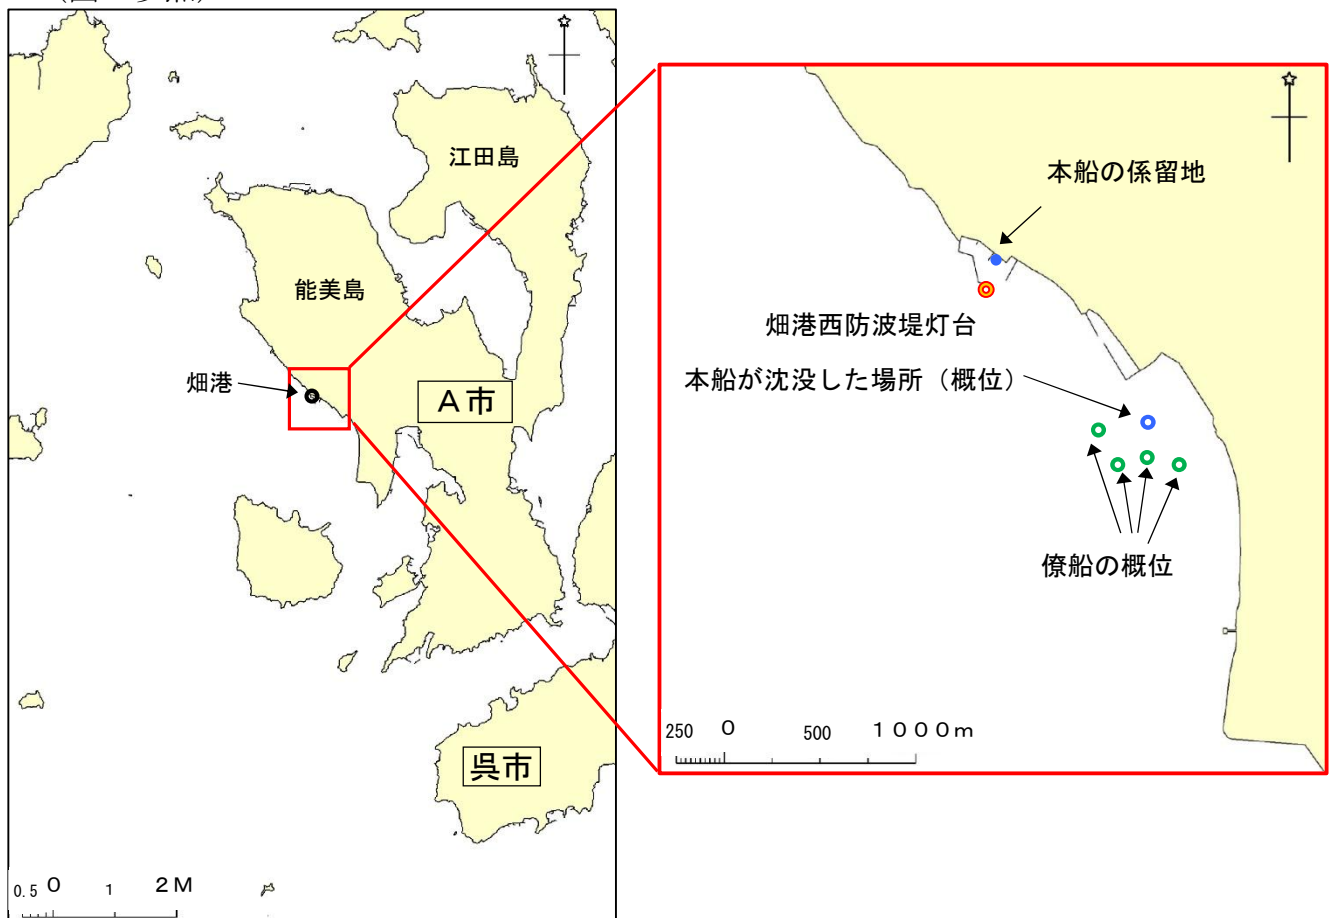 江田島
能美島
畑港
A市
呉市
0.5 0 1 2M
本船の係留地
畑港西防波堤灯台
本船が沈没した場所（概位）
僚船の概位
250 0 500 1000m